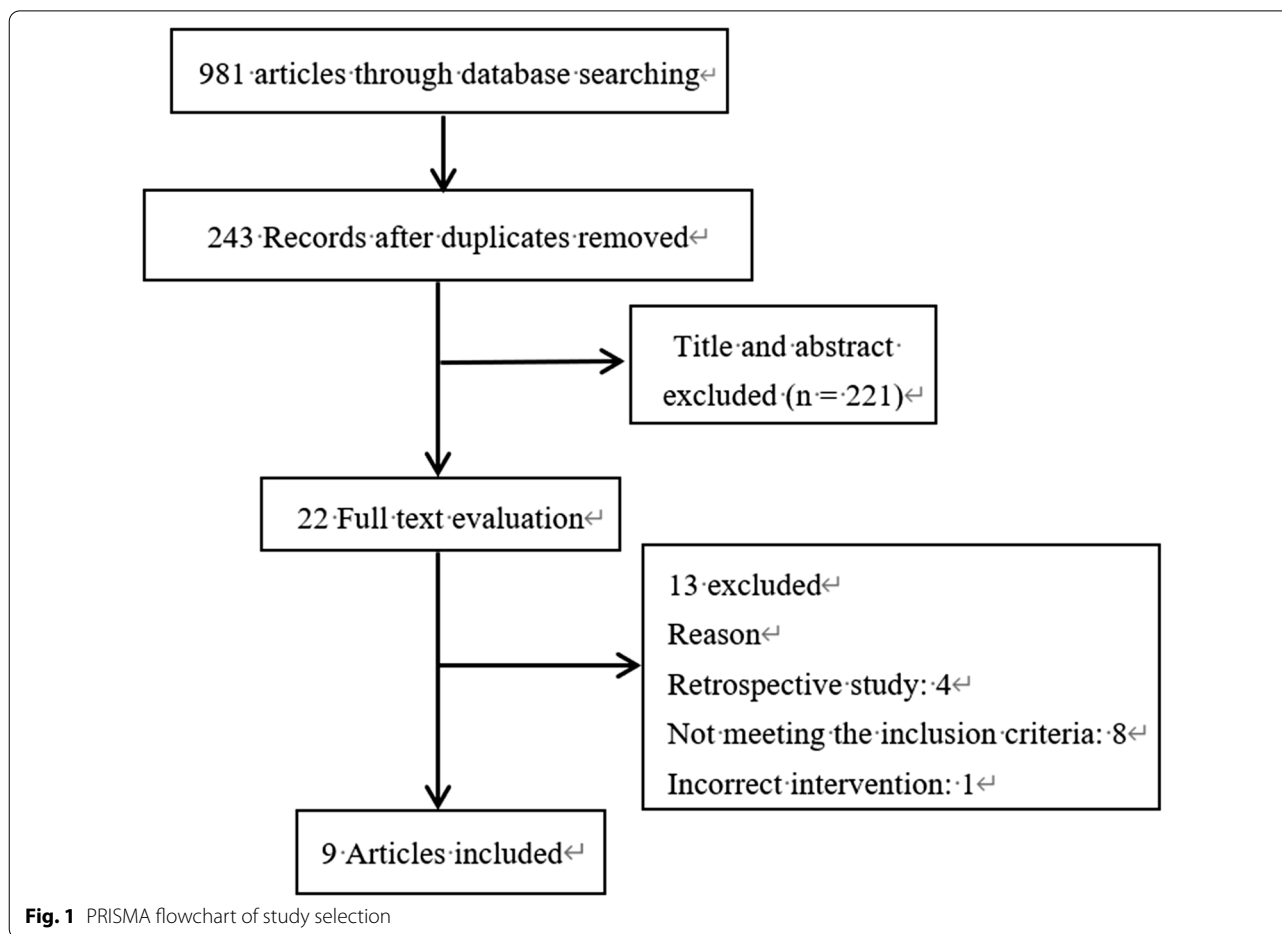 981 articles through database searching↵
243 Records after duplicates removed↵
Title and abstract
excluded (n = 221)↵
22 Full text evaluation↵
13 excluded↵
Reason↵
Retrospective study: 4↵
Not meeting the inclusion criteria: 8↵
Incorrect intervention: 1↵
9 Articles included↵
Fig. 1 PRISMA flowchart of study selection